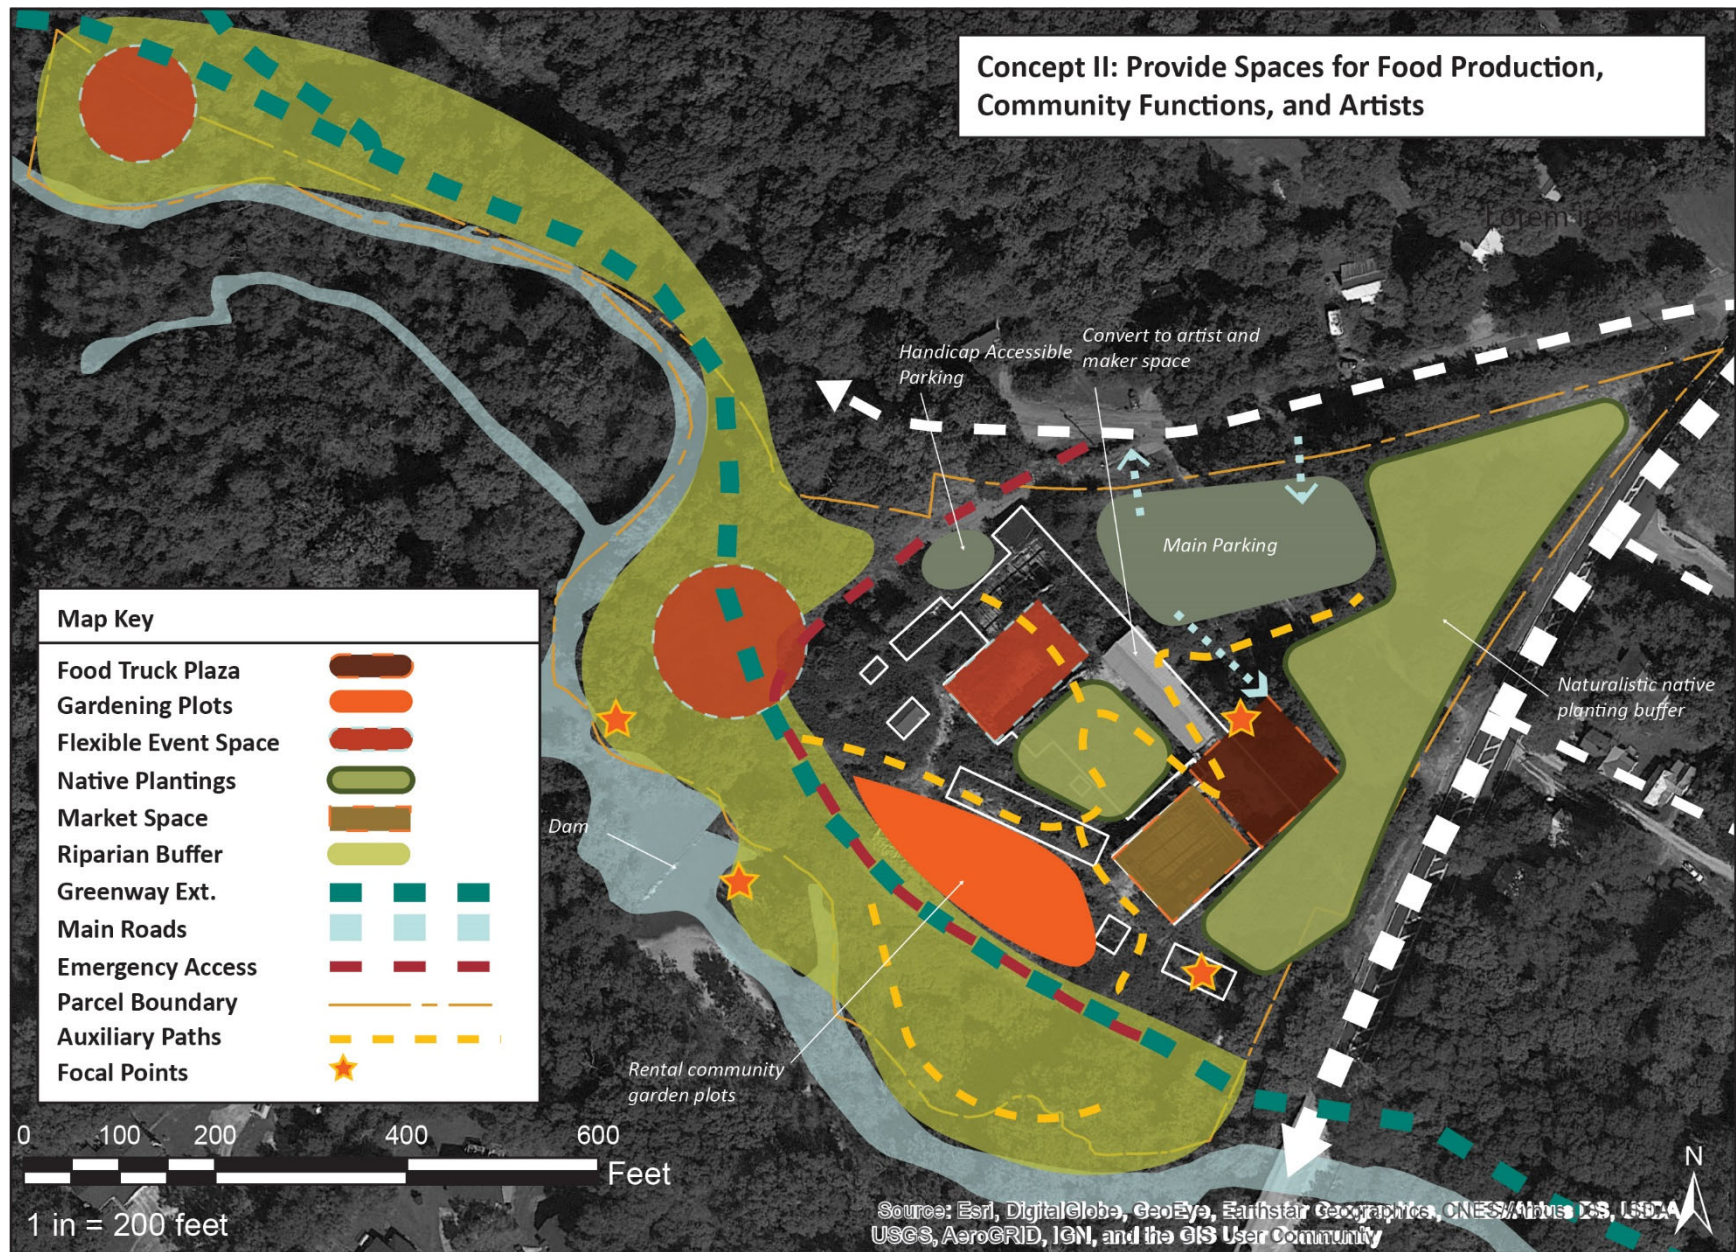 Concept II: Provide Spaces for Food Production,
Community Functions, and Artists
Handicap Accessible
Parking
Convert to artist and
maker space
Main Parking
Naturalistic native
planting buffer
Dam
Rental community
garden plots
Map Key
Food Truck Plaza
Gardening Plots
Flexible Event Space
Native Plantings
Market Space
Riparian Buffer
Greenway Ext.
Main Roads
Emergency Access
Parcel Boundary
Auxiliary Paths
Focal Points
0 100 200 400 600
Feet
1 in = 200 feet
N
Source: Esri, DigitalGlobe, GeoEye, Earthstar Geographics, CNES/Airbus DS, USDA
USGS, AeroGRID, IGN, and the GIS User Community